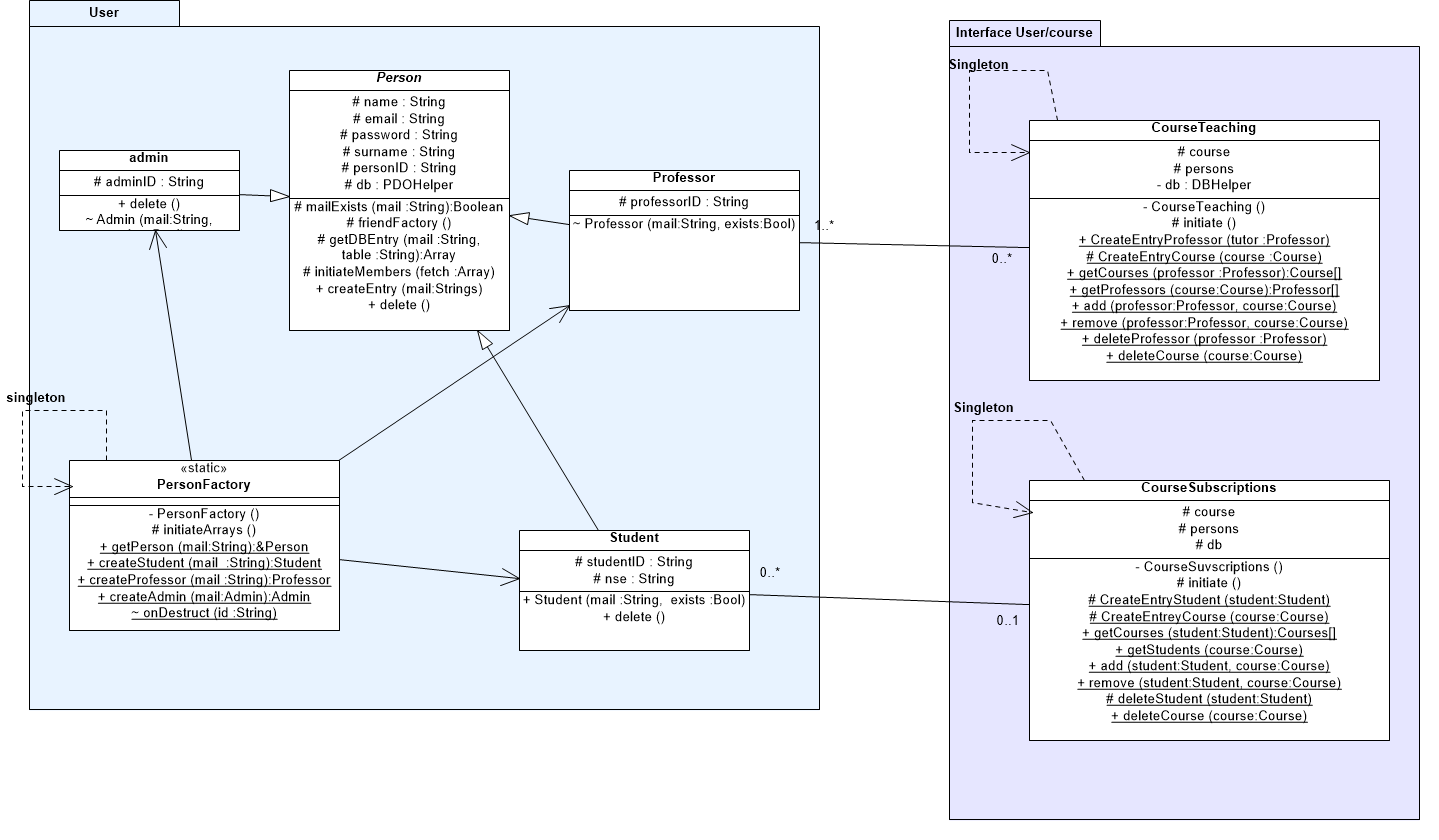 User
Person
# name : String
# email : String
# password : String
# surname : String
# personID : String
# db : PDOHelper
# mailExists (mail :String):Boolean
# friendFactory ()
# getDBEntry (mail :String,
table :String):Array
# initiateMembers (fetch :Array)
+ createEntry (mail:Strings)
+ delete ()
admin
# adminID : String
+ delete ()
~ Admin (mail:String,
Professor
# professorID : String
~ Professor (mail:String, exists:Bool)
1..*
0..*
singleton
«static»
PersonFactory
- PersonFactory ()
# initiateArrays ()
+ getPerson (mail:String):&Person
+ createStudent (mail :String):Student
+ createProfessor (mail :String):Professor
+ createAdmin (mail:Admin):Admin
~ onDestruct (id :String)
Student
# studentID : String
# nse : String
+ Student (mail :String, exists :Bool)
+ delete ()
0..*
0..1
Interface User/course
Singleton
CourseTeaching
# course
# persons
- db : DBHelper
- CourseTeaching ()
# initiate ()
+ CreateEntryProfessor (tutor :Professor)
# CreateEntryCourse (course :Course)
+ getCourses (professor :Professor):Course[]
+ getProfessors (course:Course):Professor[]
+ add (professor:Professor, course:Course)
+ remove (professor:Professor, course:Course)
+ deleteProfessor (professor :Professor)
+ deleteCourse (course:Course)
Singleton
CourseSubscriptions
# course
# persons
# db
- CourseSuvscriptions ()
# initiate ()
# CreateEntryStudent (student:Student)
# CreateEntreyCourse (course:Course)
+ getCourses (student:Student):Courses[]
+ getStudents (course:Course)
+ add (student:Student, course:Course)
+ remove (student:Student, course:Course)
# deleteStudent (student:Student)
+ deleteCourse (course:Course)